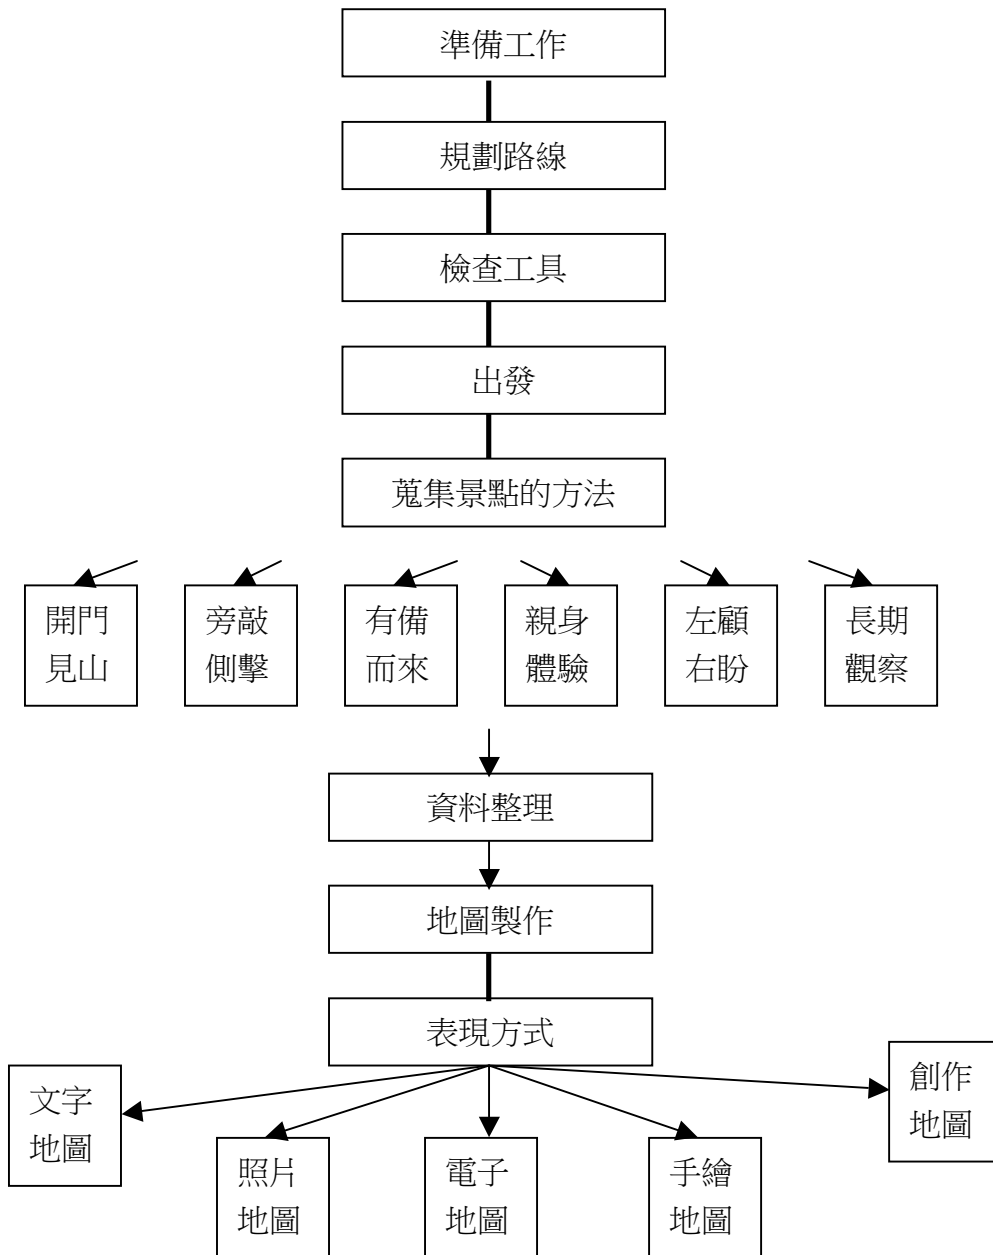 準備工作
規劃路線
檢查工具
出發
蒐集景點的方法
開門
見山
旁敲
側擊
有備
而來
親身
體驗
左顧
右盼
長期
觀察
資料整理
地圖製作
表現方式
文字
地圖
照片
地圖
電子
地圖
手繪
地圖
創作
地圖